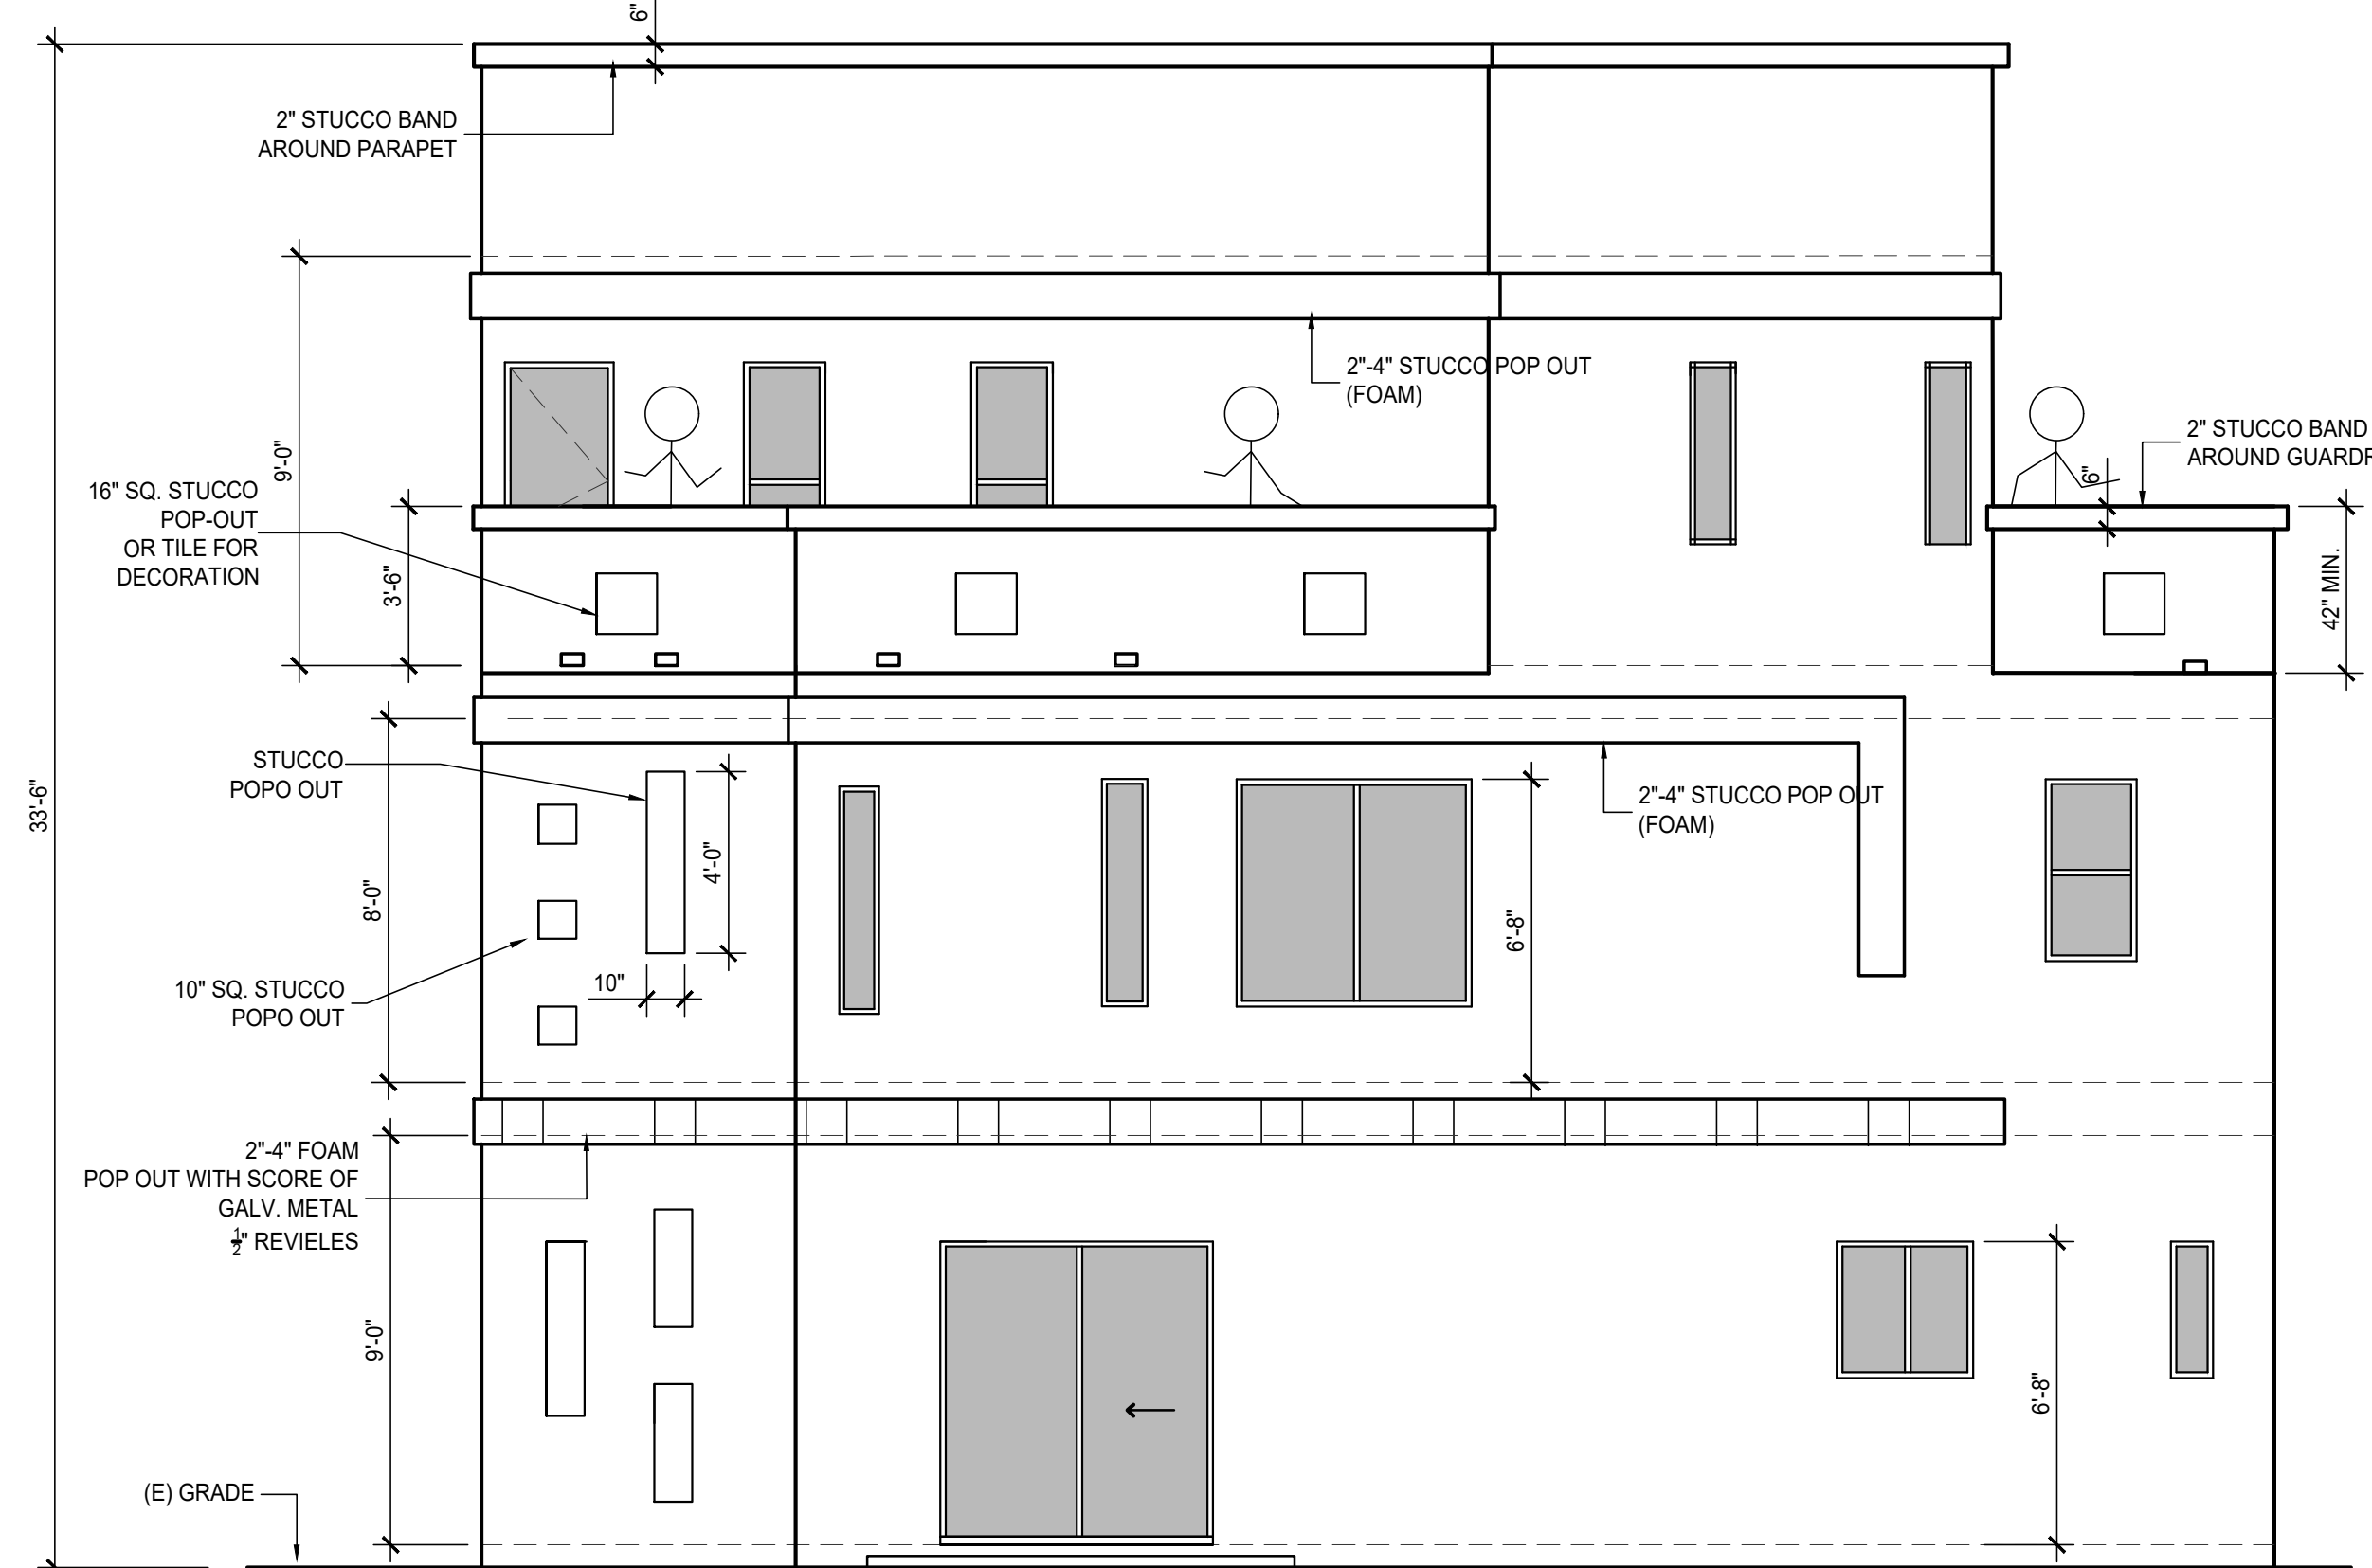 6"
2" STUCCO BAND
AROUND PARAPET
2"-4" STUCCO POP OUT
(FOAM)
2" STUCCO BAND
AROUND GUARDR
9'-0"
6"
16" SQ. STUCCO
POP-OUT
OR TILE FOR
DECORATION
3'-6"
42" MIN.
33'-6"
STUCCO
POPO OUT
2"-4" STUCCO POP OUT
(FOAM)
4'-0"
8'-0"
6'-8"
10"
10" SQ. STUCCO
POPO OUT
2"-4" FOAM
POP OUT WITH SCORE OF
GALV. METAL
1/2" REVIELES
9'-0"
6'-8"
(E) GRADE